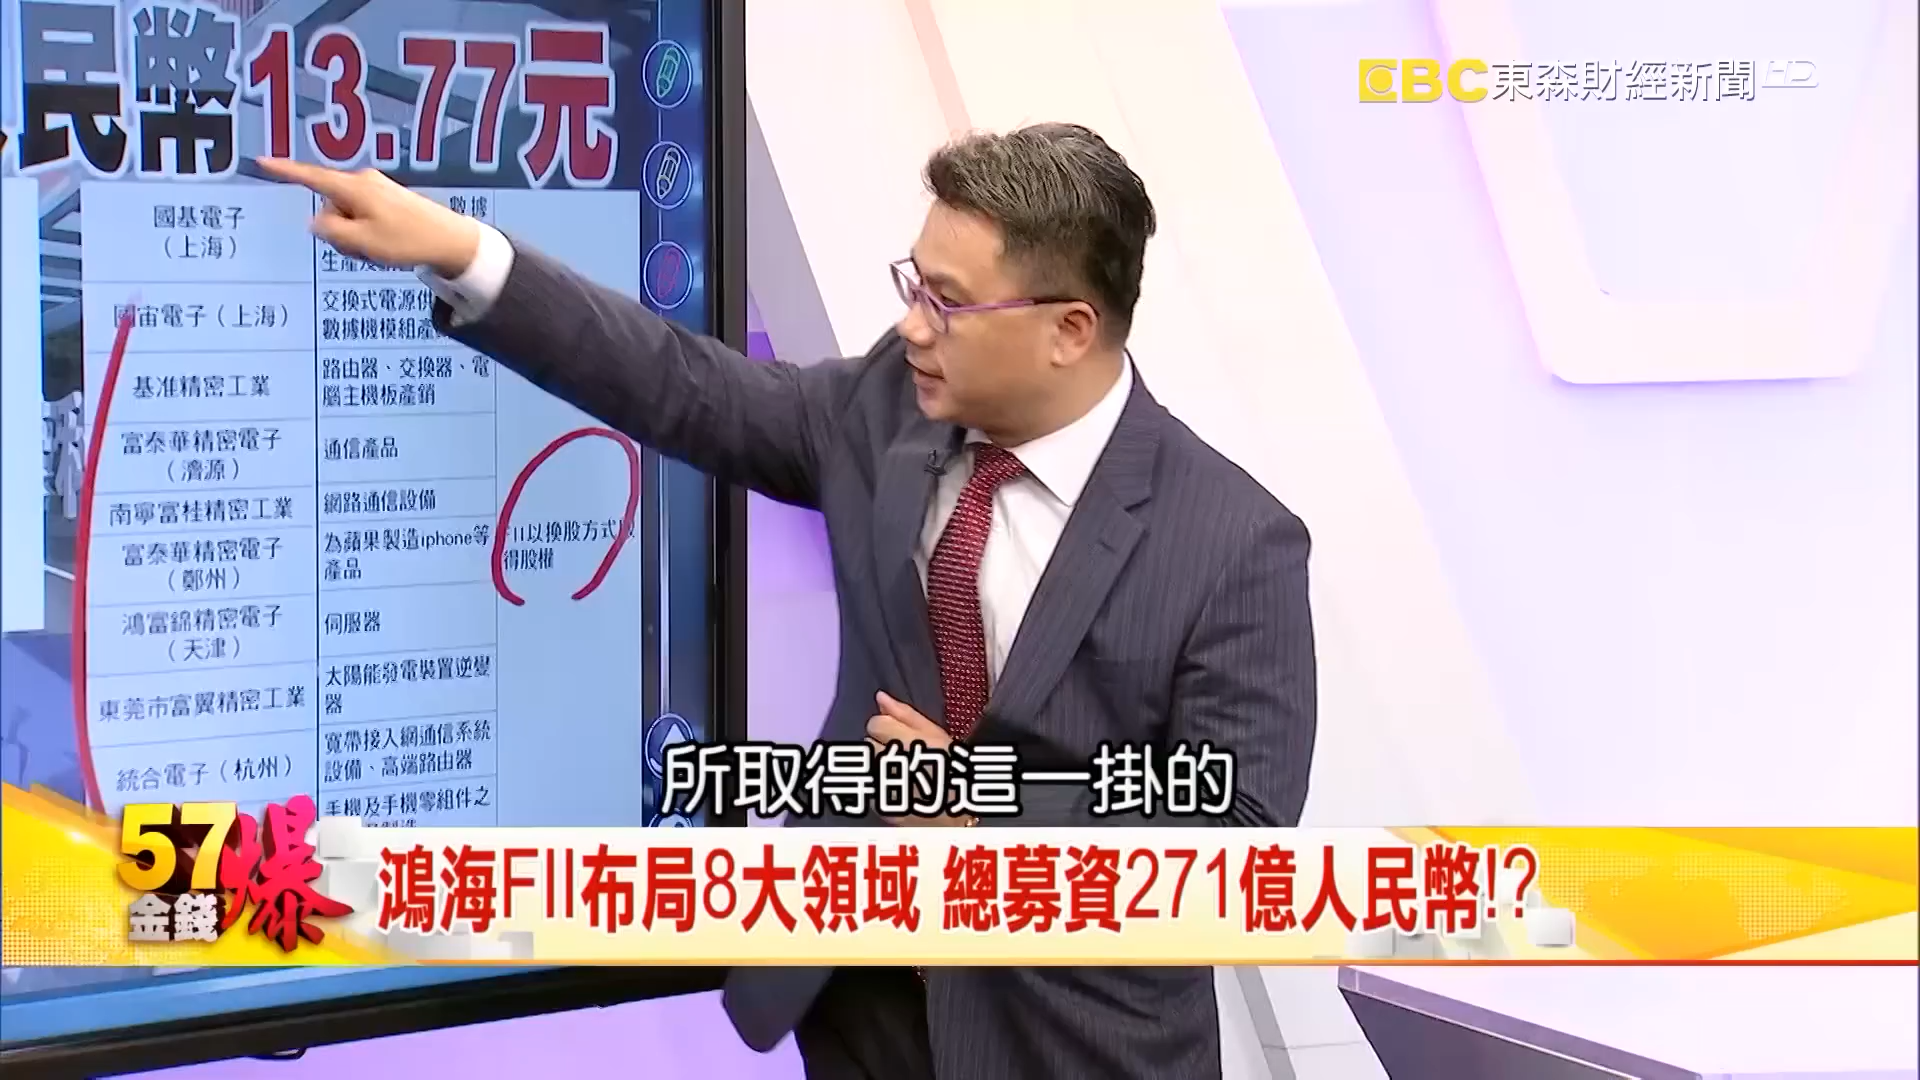 民幣13.77元
EBC東森財經新聞HD
國基電子
(上海)
數據
國宙電子(上海)
交換式電源供
數據機模組產
基准精密工業
路由器、交換器、電
腦主機板產銷
富泰華精密電子
(濟源)
通信產品
南寧富桂精密工業
網路通信設備
富泰華精密電子
(鄭州)
為蘋果製造iphone等
產品
FII以換股方式取
得股權
鴻富錦精密電子
(天津)
伺服器
東莞市富翼精密工業
太陽能發電裝置逆變
器
統合電子(杭州)
寬帶接入網通信系統
設備、高端路由器
手機及手機零組件之
所取得的這一掛的
57
金錢
爆
鴻海FII布局8大領域 總募資271億人民幣!?